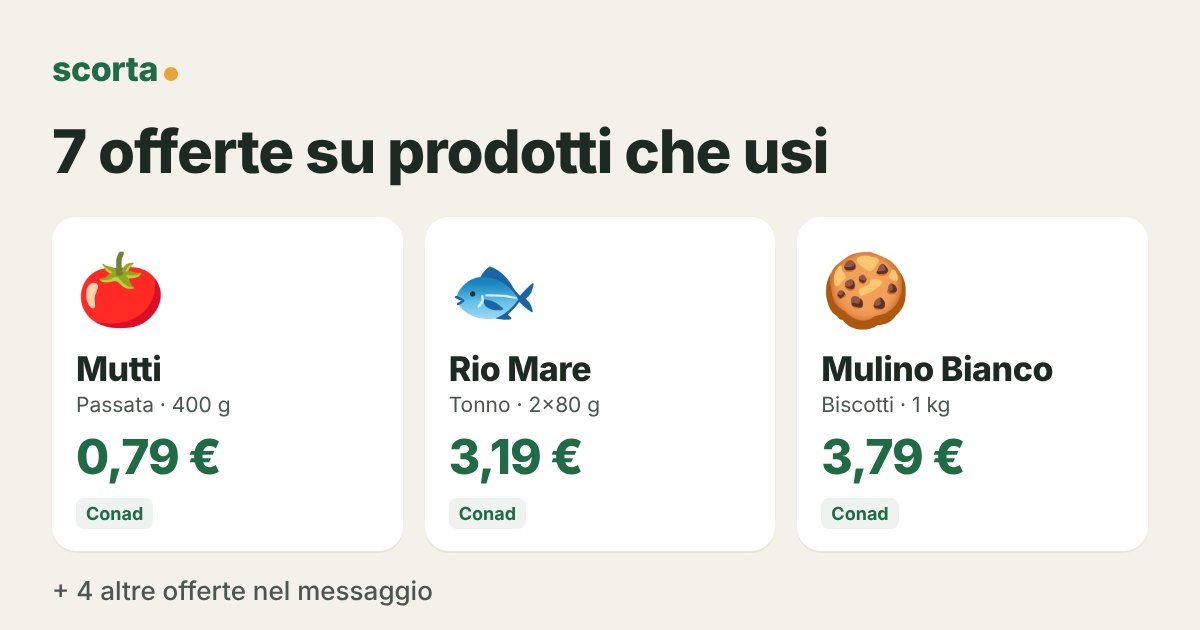 scorta
7 offerte su prodotti che usi
Mutti
Passata · 400 g
0,79 €
Conad
Rio Mare
Tonno · 2×80 g
3,19 €
Conad
Mulino Bianco
Biscotti · 1 kg
3,79 €
Conad
+ 4 altre offerte nel messaggio